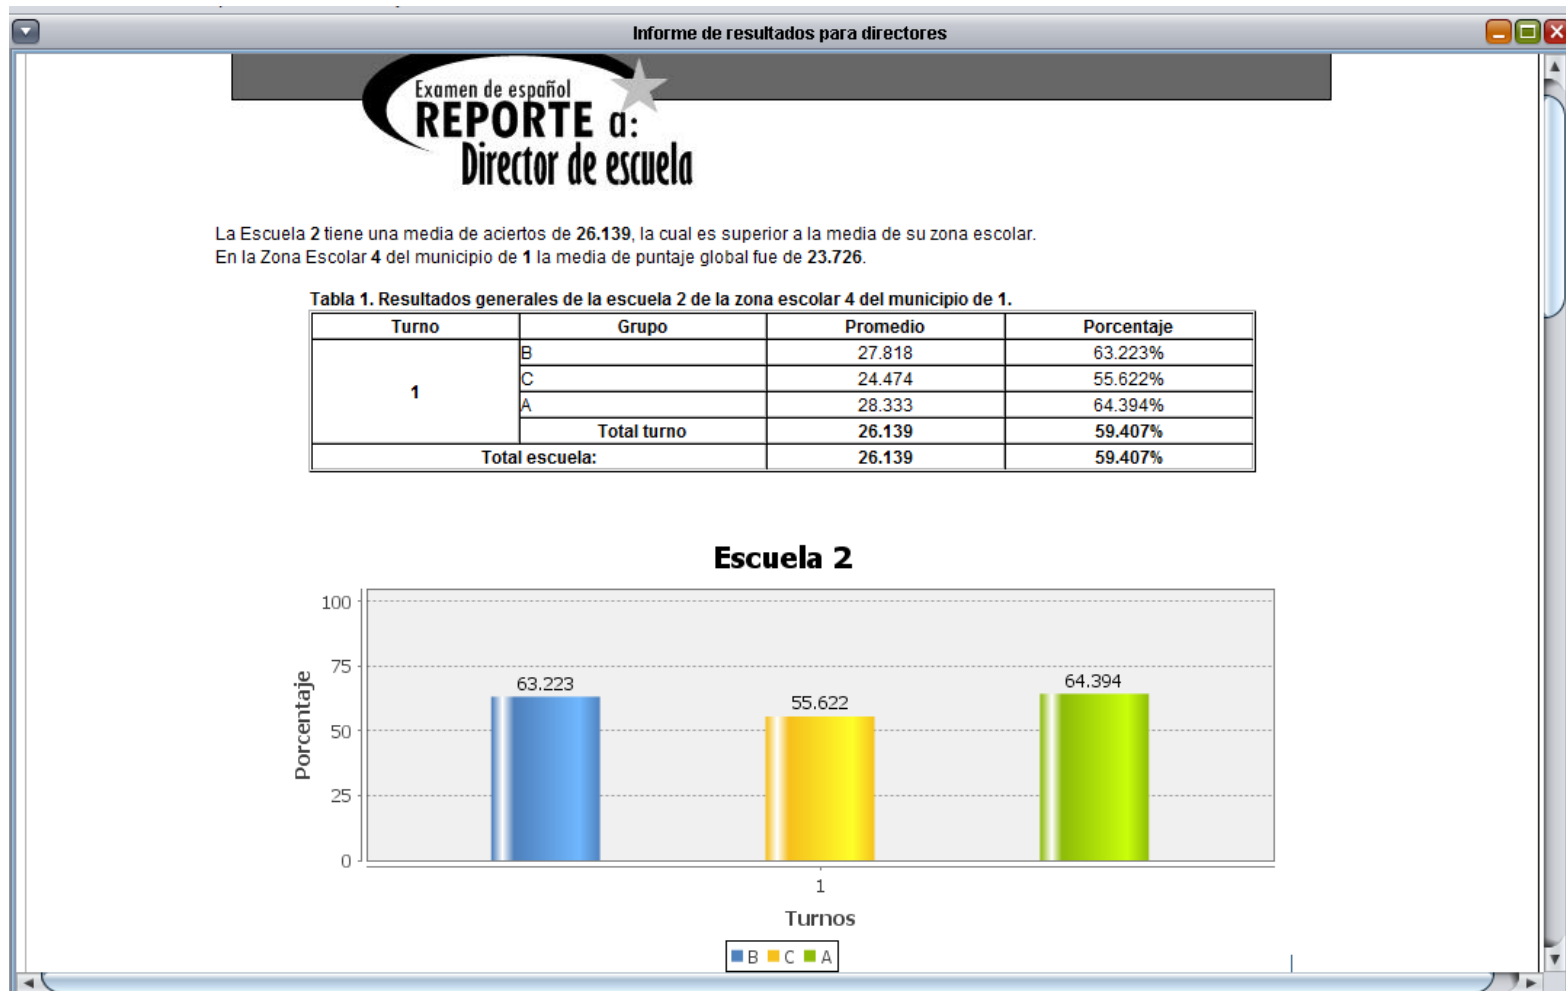 Informe de resultados para directores
Examen de español
REPORTE a:
Director de escuela
La Escuela 2 tiene una media de aciertos de 26.139, la cual es superior a la media de su zona escolar.
En la Zona Escolar 4 del municipio de 1 la media de puntaje global fue de 23.726.
Tabla 1. Resultados generales de la escuela 2 de la zona escolar 4 del municipio de 1.
Turno Grupo Promedio Porcentaje
B 27.818 63.223%
1
C 24.474 55.622%
A 28.333 64.394%
Total turno 26.139 59.407%
Total escuela: 26.139 59.407%
Escuela 2
100
75
50
25
0
Porcentaje
63.223
55.622
64.394
1
Turnos
B C A